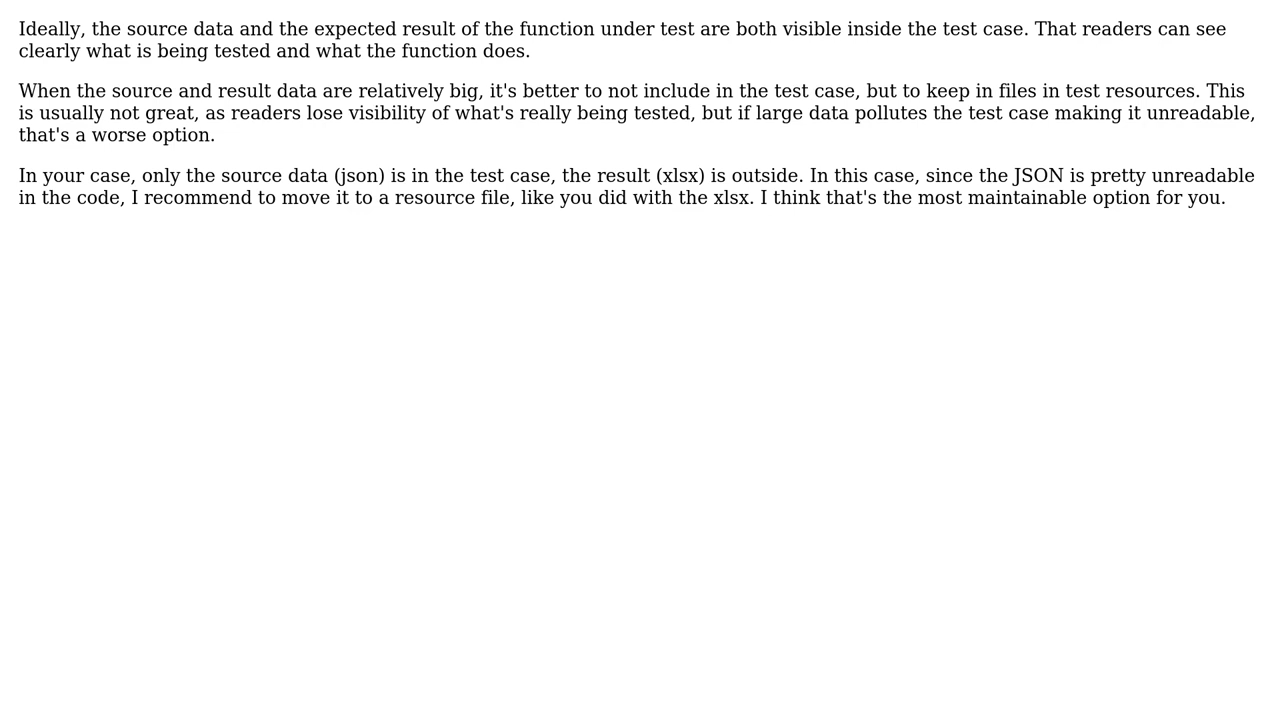 Ideally, the source data and the expected result of the function under test are both visible inside the test case. That readers can see
clearly what is being tested and what the function does.
When the source and result data are relatively big, it's better to not include in the test case, but to keep in files in test resources. This
is usually not great, as readers lose visibility of what's really being tested, but if large data pollutes the test case making it unreadable,
that's a worse option.
In your case, only the source data (json) is in the test case, the result (xlsx) is outside. In this case, since the JSON is pretty unreadable
in the code, I recommend to move it to a resource file, like you did with the xlsx. I think that's the most maintainable option for you.